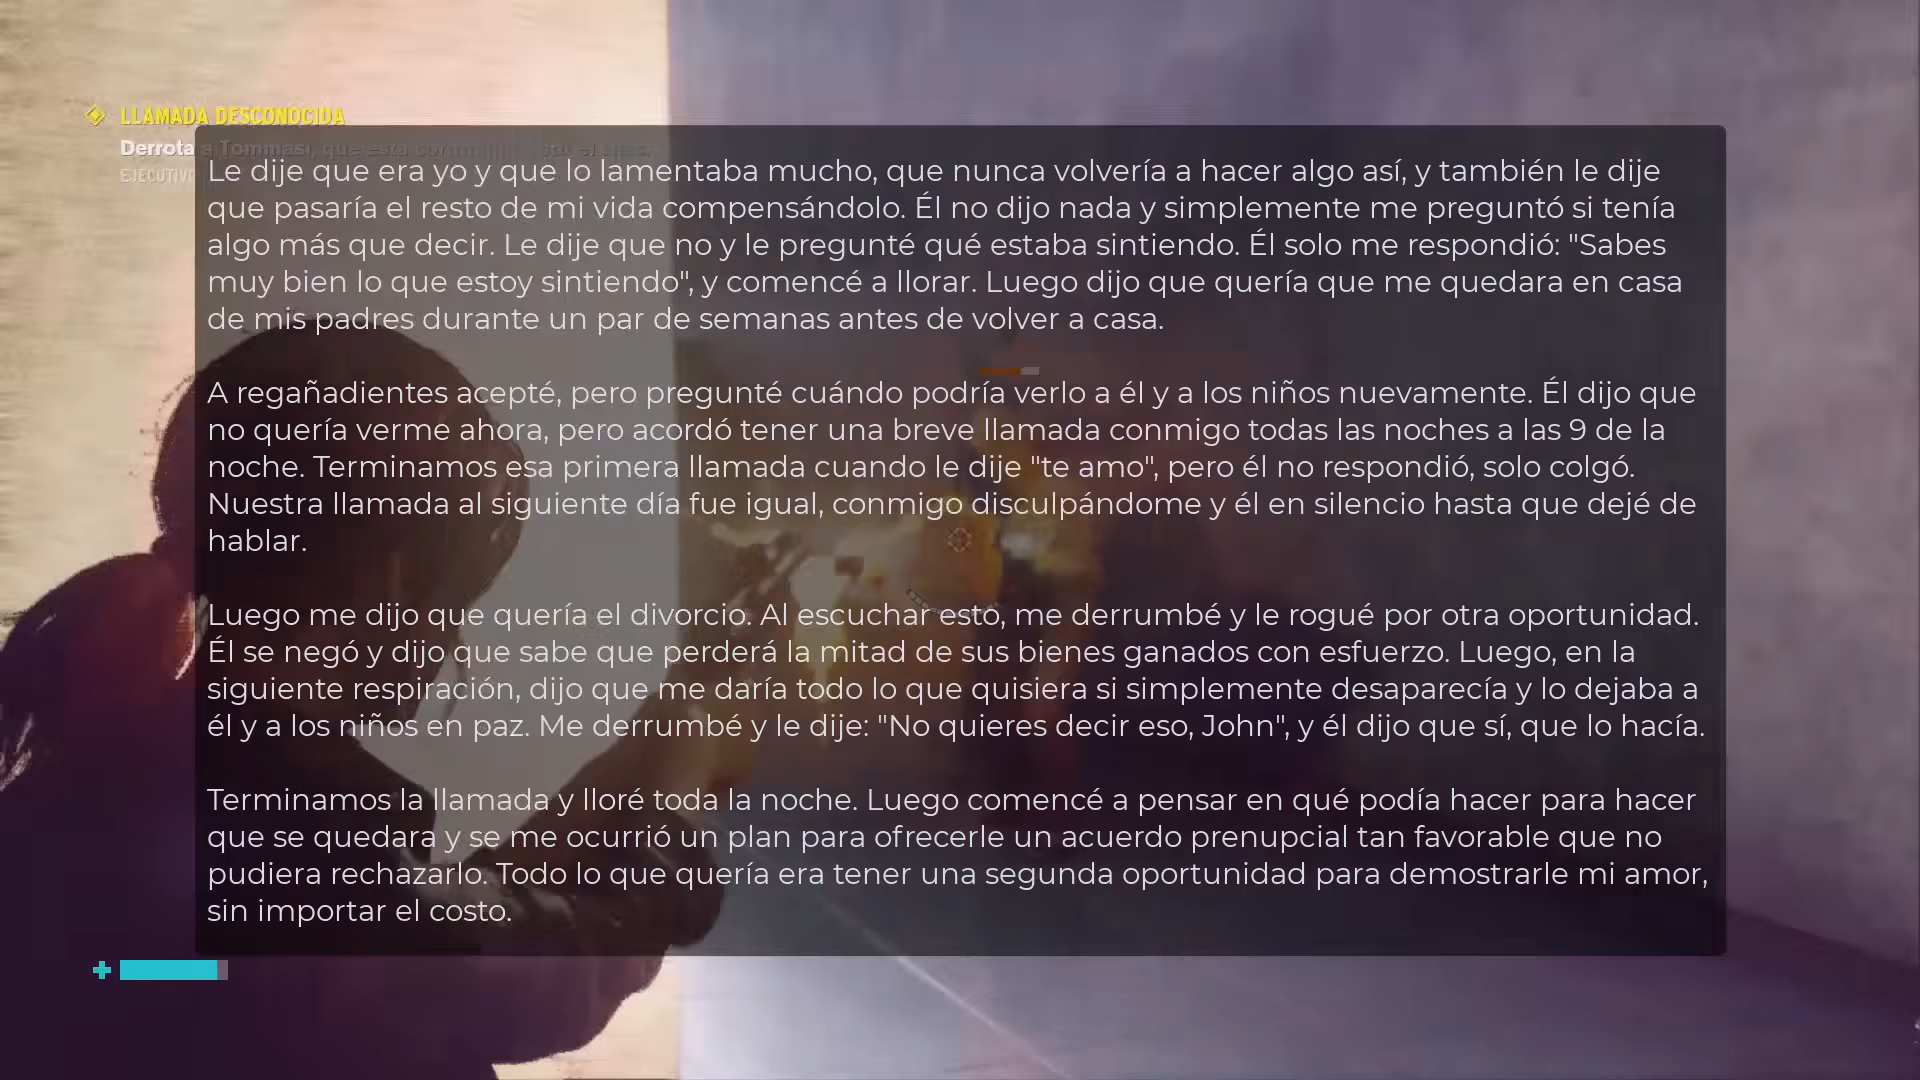 LLAMADA DESCONOCIDA
Derrota a Tommasi, que está
EJECUTIVO
Le dije que era yo y que lo lamentaba mucho, que nunca volvería a hacer algo así, y también le dije
que pasaría el resto de mi vida compensándolo. Él no dijo nada y simplemente me preguntó si tenía
algo más que decir. Le dije que no y le pregunté qué estaba sintiendo. Él solo me respondió: "Sabes
muy bien lo que estoy sintiendo", y comencé a llorar. Luego dijo que quería que me quedara en casa
de mis padres durante un par de semanas antes de volver a casa.
A regañadientes acepté, pero pregunté cuándo podría verlo a él y a los niños nuevamente. Él dijo que
no quería verme ahora, pero acordó tener una breve llamada conmigo todas las noches a las 9 de la
noche. Terminamos esa primera llamada cuando le dije "te amo", pero él no respondió, solo colgó.
Nuestra llamada al siguiente día fue igual, conmigo disculpándome y él en silencio hasta que dejé de
hablar.
Luego me dijo que quería el divorcio. Al escuchar esto, me derrumbé y le rogué por otra oportunidad.
Él se negó y dijo que sabe que perderá la mitad de sus bienes ganados con esfuerzo. Luego, en la
siguiente respiración, dijo que me daría todo lo que quisiera si simplemente desaparecía y lo dejaba a
él y a los niños en paz. Me derrumbé y le dije: "No quieres decir eso, John", y él dijo que sí, que lo hacía.
Terminamos la llamada y lloré toda la noche. Luego comencé a pensar en qué podía hacer para hacer
que se quedara y se me ocurrió un plan para ofrecerle un acuerdo prenupcial tan favorable que no
pudiera rechazarlo. Todo lo que quería era tener una segunda oportunidad para demostrarle mi amor,
sin importar el costo.